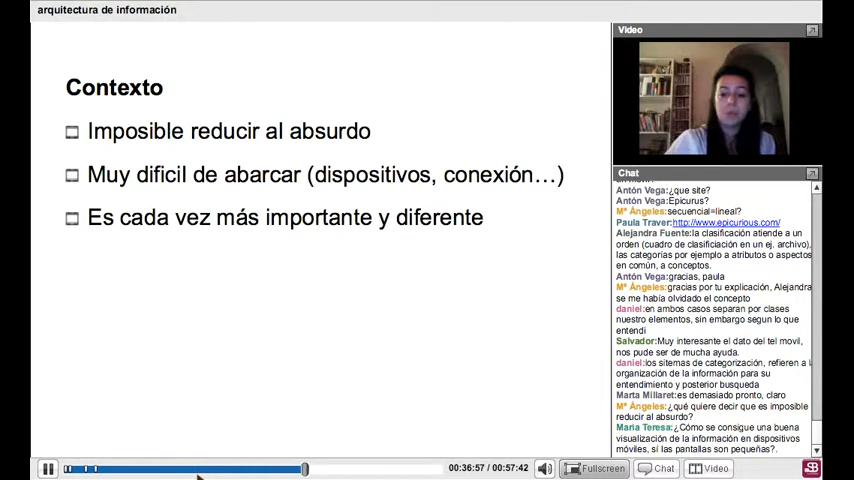 arquitectura de información
Contexto
Imposible reducir al absurdo
Muy dificil de abarcar (dispositivos, conexión…)
Es cada vez más importante y diferente
Video
Chat
Antón Vega:¿que site?
Antón Vega:Epicurus?
Mª Ángeles:secuencial=lineal?
Paula Traver:http://www.epicurious.com/
Alejandra Fuente:la clasificación atiende a un
orden (cuadro de clasificiación en un ej. archivo),
las categorías por ejemplo a atributos o aspectos
en común, a conceptos.
Antón Vega:gracias, paula
Mª Ángeles:gracias por tu explicación, Alejandra
se me había olvidado el concepto
daniel:en ambos casos separan por clases
nuestro elementos, sin embargo segun lo que
entendi
Salvador:Muy interesante el dato del tel movil,
nos pude ser de mucha ayuda.
daniel:los sitemas de categorización, refieren a la
organización de la información para su
entendimiento y posterior busqueda
Marta Millaret:es demasiado pronto, claro
Mª Ángeles:¿qué quiere decir que es imposible
reducir al absurdo?
Maria Teresa:¿Cómo se consigue una buena
visualización de la información en dispositivos
móviles, sí las pantallas son pequeñas?.
00:36:57 / 00:57:42
Fullscreen
Chat
Video